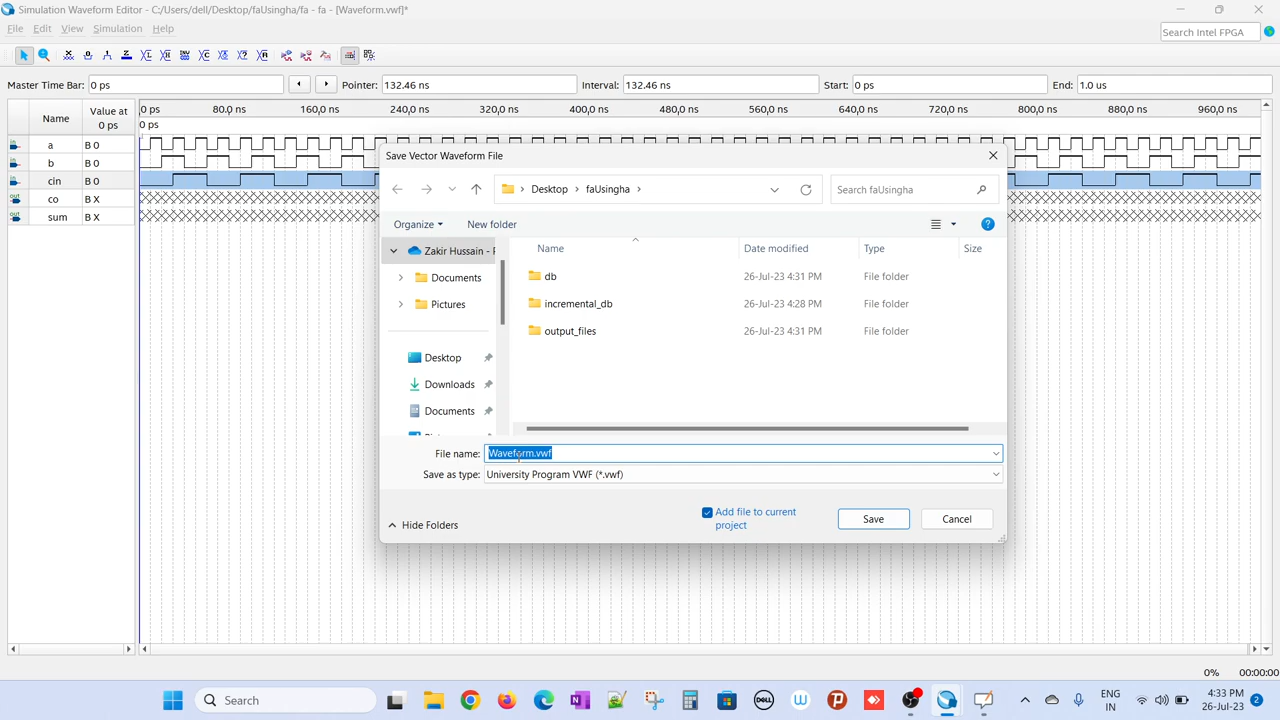 Simulation Waveform Editor - C:/Users/dell/Desktop/faUsingha/fa - fa - [Waveform.vwf]*
File Edit View Simulation Help
Search Intel FPGA
Master Time Bar: 0 ps Pointer: 132.46 ns Interval: 132.46 ns Start: 0 ps End: 1.0 us
Name Value at 0 ps
0 ps 80.0 ns 160.0 ns 240.0 ns 320.0 ns 400.0 ns 480.0 ns 560.0 ns 640.0 ns 720.0 ns 800.0 ns 880.0 ns 960.0 ns
0 ps
a B 0
b B 0
cin B 0
co B X
sum B X
Save Vector Waveform File
Desktop faUsingha
Search faUsingha
Organize New folder
Name Date modified Type Size
Zakir Hussain -
Documents
Pictures
Desktop
Downloads
Documents
db 26-Jul-23 4:31 PM File folder
incremental_db 26-Jul-23 4:28 PM File folder
output_files 26-Jul-23 4:31 PM File folder
File name: Waveform.vwf
Save as type: University Program VWF (*.vwf)
Add file to current
project
Save Cancel
Hide Folders
0% 00:00:00
Search
DELL
ENG
IN
4:33 PM
26-Jul-23
2